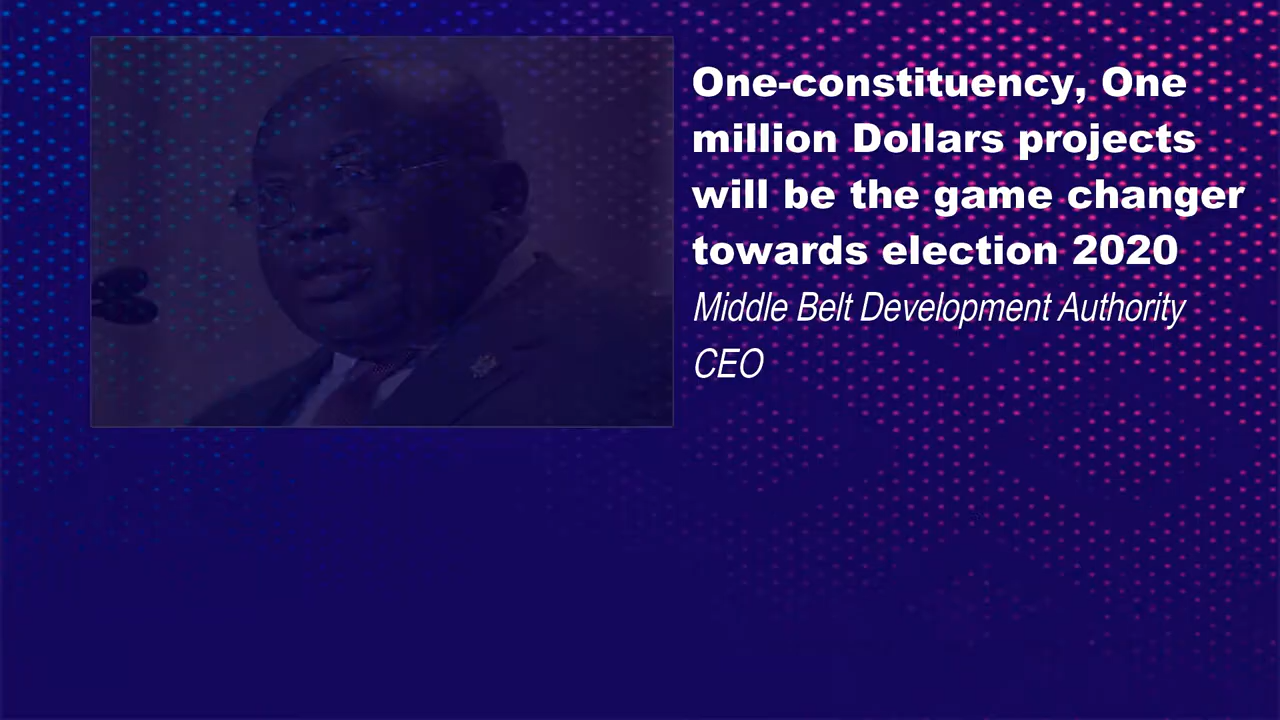 One-constituency, One
million Dollars projects
will be the game changer
towards election 2020
Middle Belt Development Authority
CEO